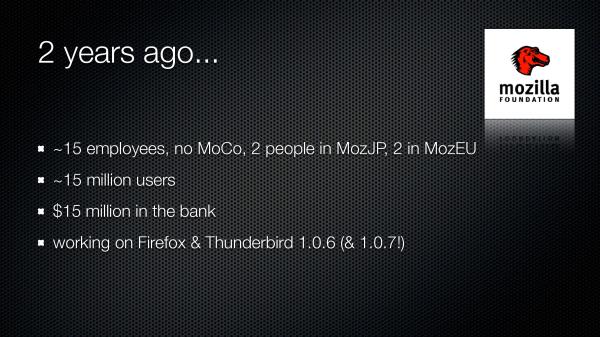 2 years ago...
mozilla
FOUNDATION
~15 employees, no MoCo, 2 people in MozJP, 2 in MozEU
~15 million users
$15 million in the bank
working on Firefox & Thunderbird 1.0.6 (& 1.0.7!)